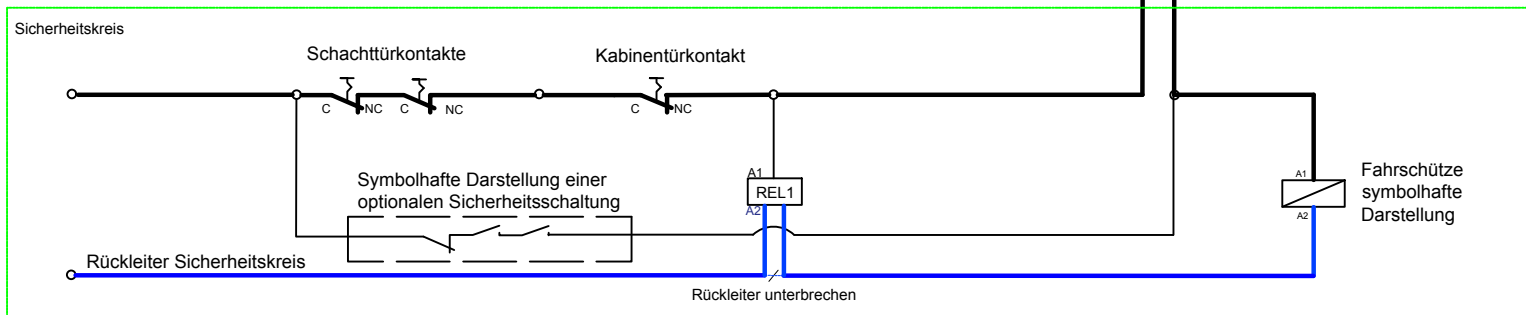 Sicherheitskreis
Schachttürkontakte
Kabinentürkontakt
C
NC
C
NC
C
NC
A1
REL1
A2
Symbolhafte Darstellung einer
optionalen Sicherheitsschaltung
A1
A2
Fahrschütze
symbolhafte
Darstellung
Rückleiter Sicherheitskreis
Rückleiter unterbrechen